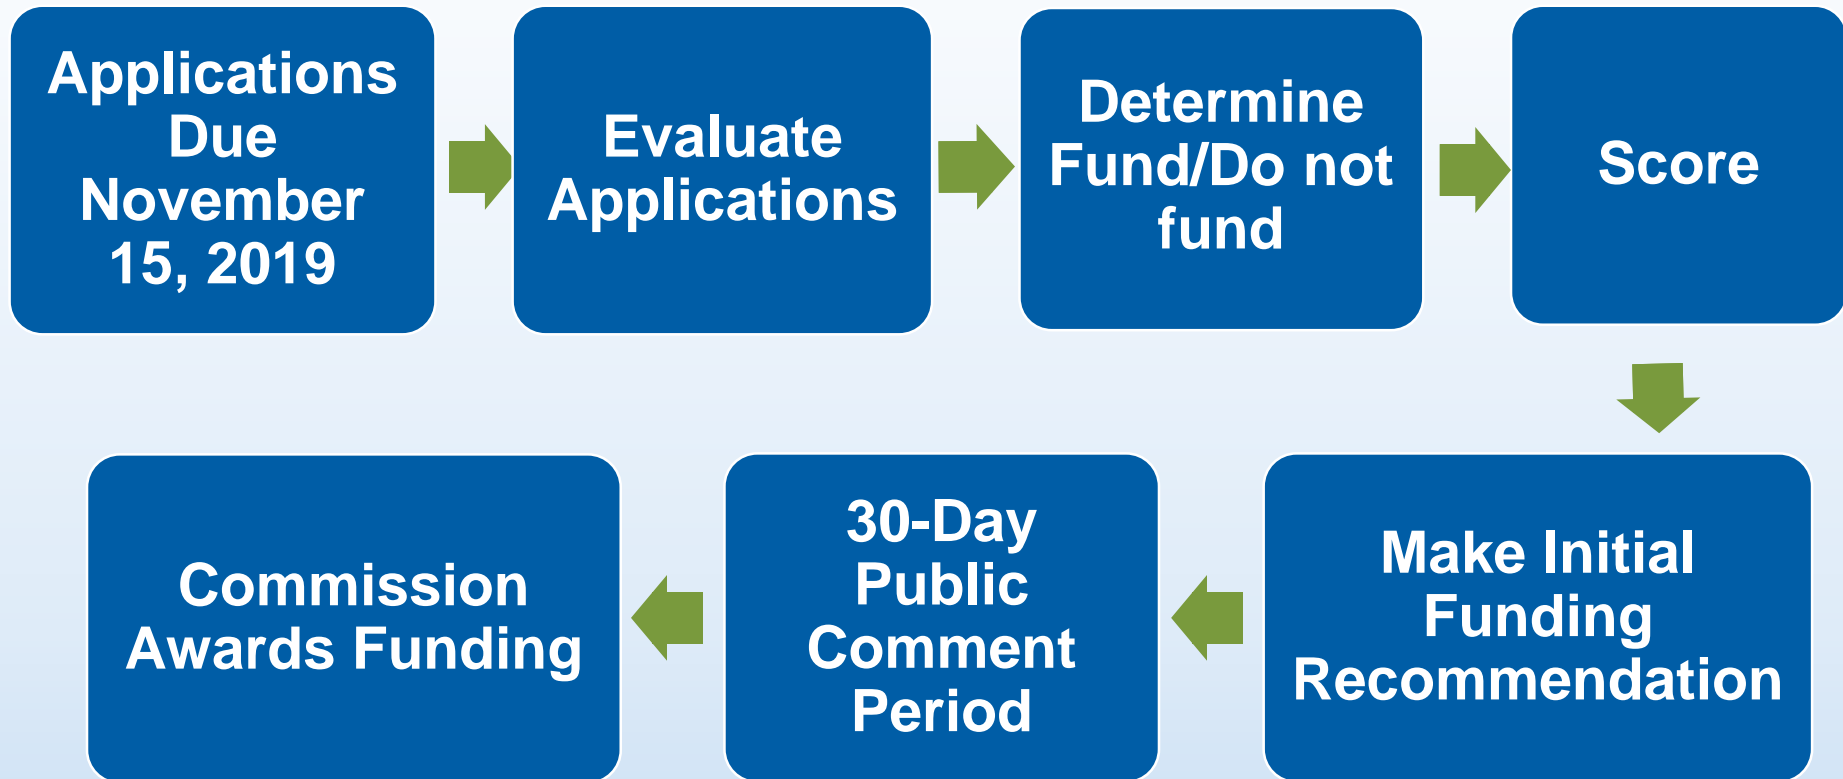 Applications
Due
November
15, 2019
Evaluate
Applications
Determine
Fund/Do not
fund
Score
Make Initial
Funding
Recommendation
30-Day
Public
Comment
Period
Commission
Awards Funding